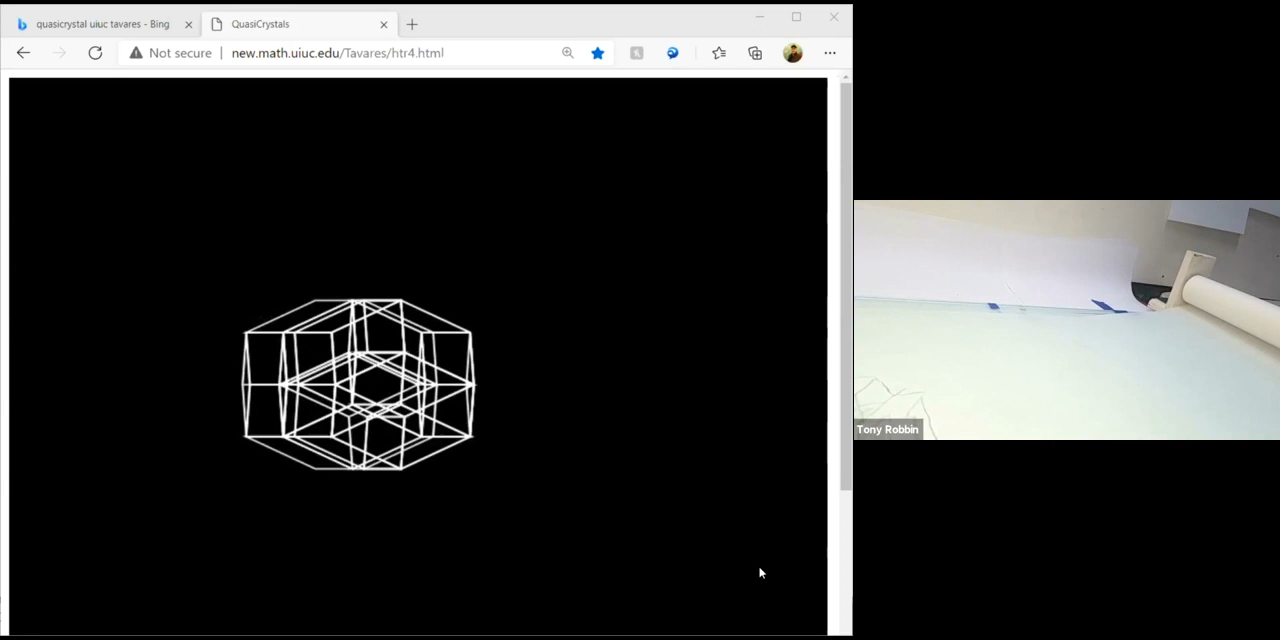 quasicrystal uiuc tavares - Bing
QuasiCrystals
Not secure
new.math.uiuc.edu/Tavares/htr4.html
Tony Robbin